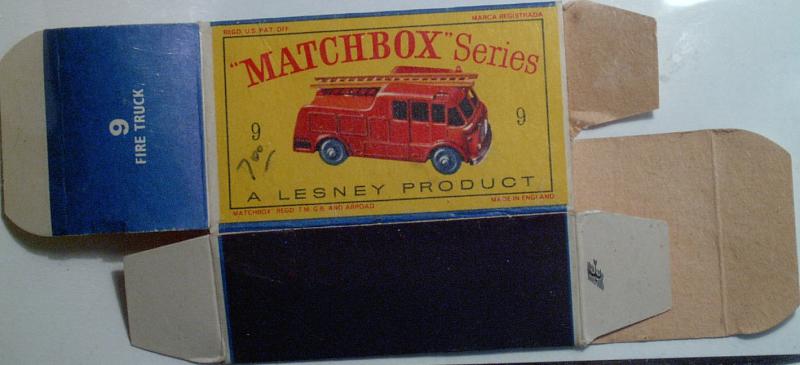 REGD. U.S. PAT. OFF.
MARCA REGISTRADA
"MATCHBOX" Series
9
9
700
A LESNEY PRODUCT
"MATCHBOX" REGD. T.M. G.B. AND ABROAD
MADE IN ENGLAND
9
FIRE TRUCK